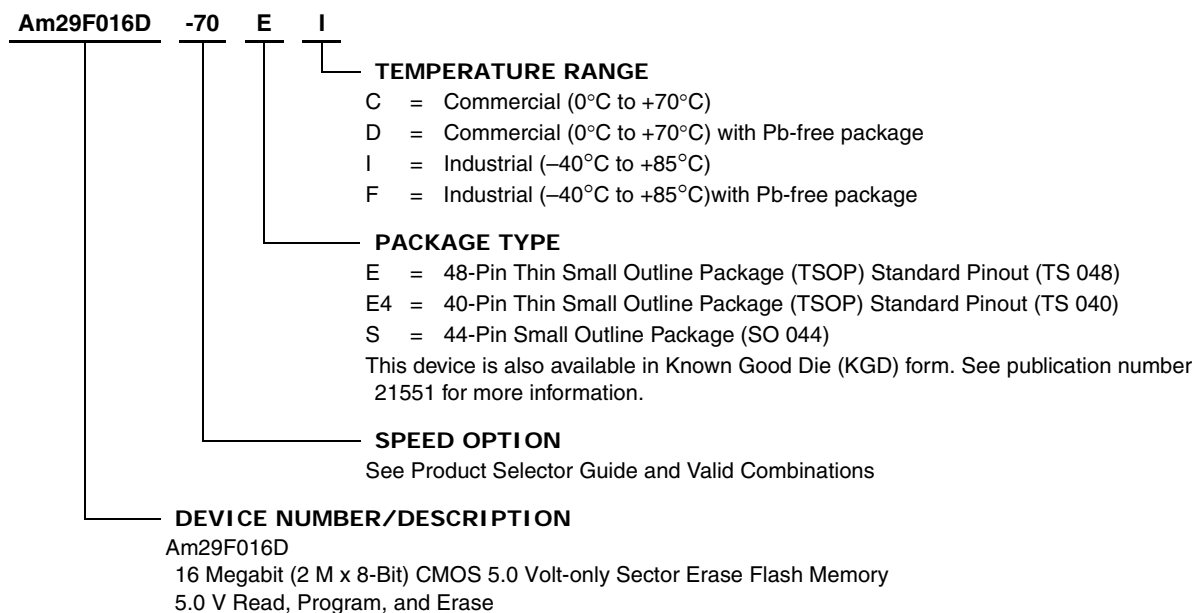 Am29F016D -70 E I
TEMPERATURE RANGE
C = Commercial (0°C to +70°C)
D = Commercial (0°C to +70°C) with Pb-free package
I = Industrial (–40°C to +85°C)
F = Industrial (–40°C to +85°C)with Pb-free package
PACKAGE TYPE
E = 48-Pin Thin Small Outline Package (TSOP) Standard Pinout (TS 048)
E4 = 40-Pin Thin Small Outline Package (TSOP) Standard Pinout (TS 040)
S = 44-Pin Small Outline Package (SO 044)
This device is also available in Known Good Die (KGD) form. See publication number
21551 for more information.
SPEED OPTION
See Product Selector Guide and Valid Combinations
DEVICE NUMBER/DESCRIPTION
Am29F016D
16 Megabit (2 M x 8-Bit) CMOS 5.0 Volt-only Sector Erase Flash Memory
5.0 V Read, Program, and Erase